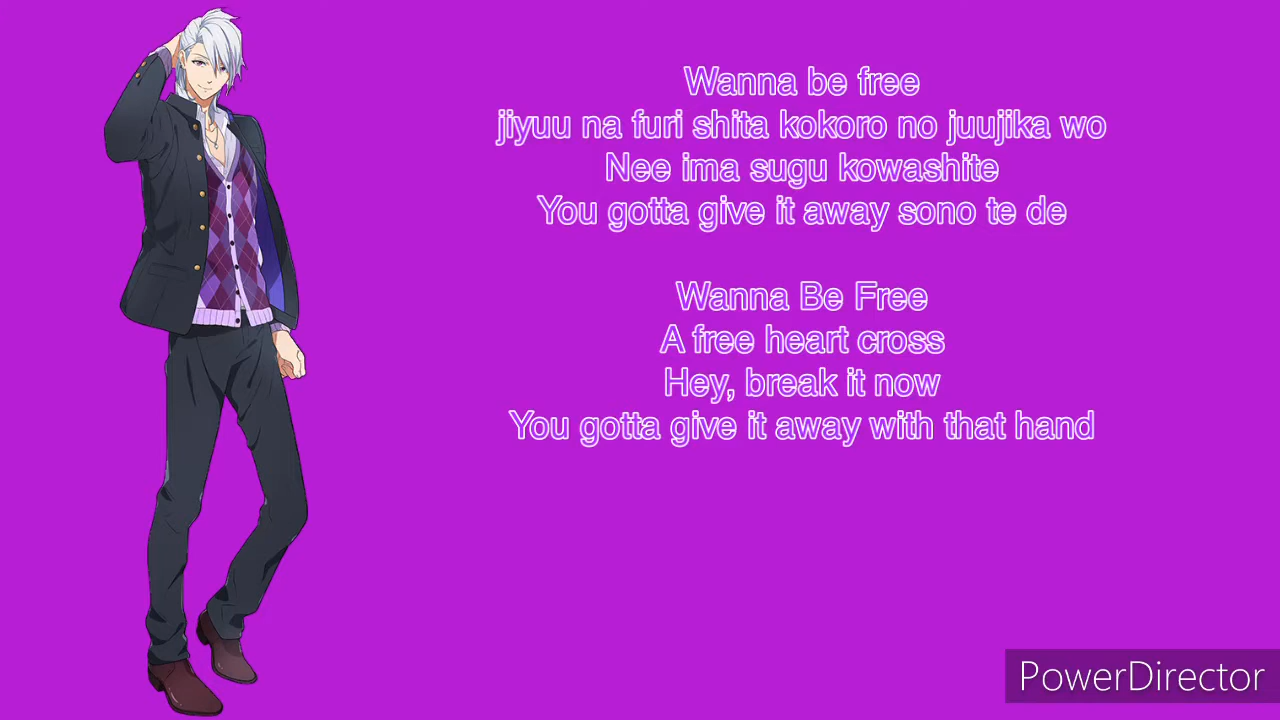 Wanna be free
jiyuu na furi shita kokoro no juujika wo
Nee ima sugu kowashite
You gotta give it away sono te de
Wanna Be Free
A free heart cross
Hey, break it now
You gotta give it away with that hand
PowerDirector